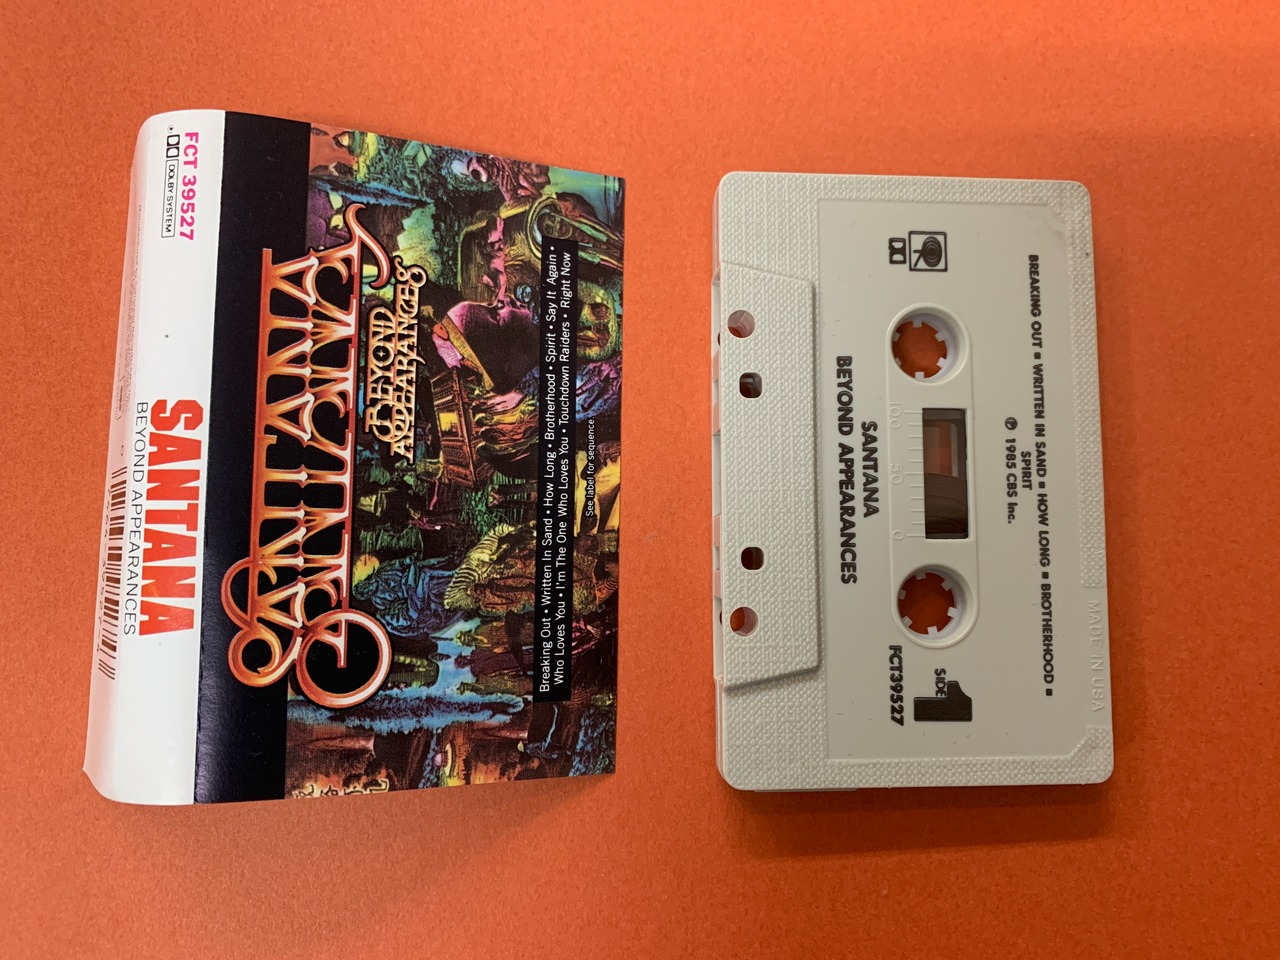 FCT 39527
DOLBY SYSTEM
SANTANA
BEYOND APPEARANCES
SANTANA
BEYOND
APPEARANCES
Breaking Out • Written In Sand • How Long • Brotherhood • Spirit • Say It Again •
Who Loves You • I'm The One Who Loves You • Touchdown Raiders • Right Now
See label for sequence.
BREAKING OUT ■ WRITTEN IN SAND ■ HOW LONG ■ BROTHERHOOD ■
SPIRIT
℗ 1985 CBS Inc.
100 50 0
SIDE 1
FCT39527
SANTANA
BEYOND APPEARANCES
MADE IN USA